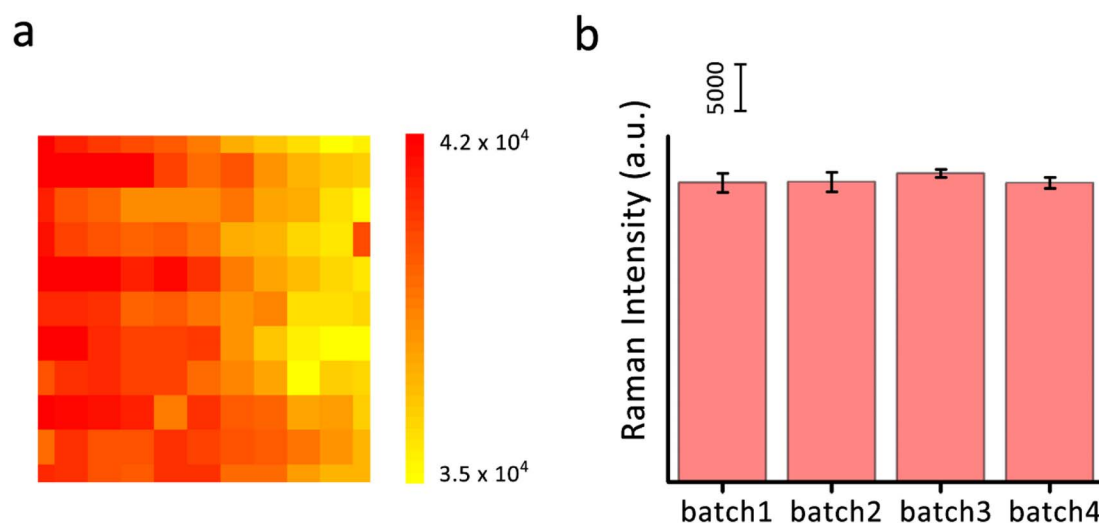 a
4.2 x 10⁴
3.5 x 10⁴
b
5000
Raman Intensity (a.u.)
batch1 batch2 batch3 batch4